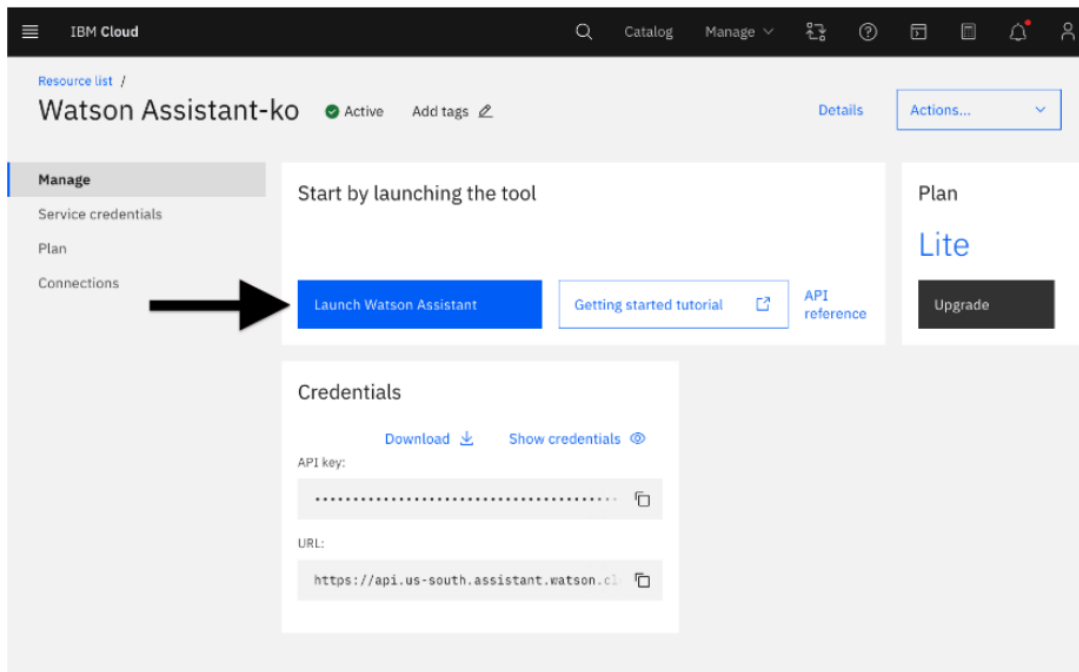 IBM Cloud
Catalog
Manage
Resource list /
Watson Assistant-ko
Active
Add tags
Details
Actions...
Manage
Service credentials
Plan
Connections
Start by launching the tool
Launch Watson Assistant
Getting started tutorial
API
reference
Plan
Lite
Upgrade
Credentials
Download
Show credentials
API key:
URL:
https://api.us-south.assistant.watson.cl